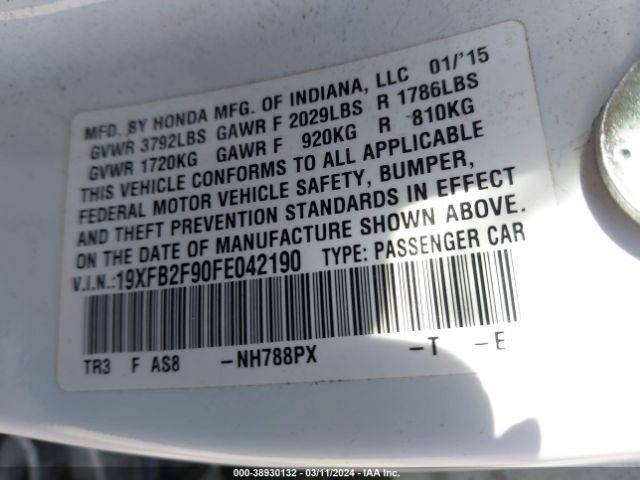 MFD. BY HONDA MFG. OF INDIANA, LLC 01/'15
GVWR 3792LBS GAWR F 2029LBS R 1786LBS
GVWR 1720KG GAWR F 920KG R 810KG
THIS VEHICLE CONFORMS TO ALL APPLICABLE
FEDERAL MOTOR VEHICLE SAFETY, BUMPER,
AND THEFT PREVENTION STANDARDS IN EFFECT
ON THE DATE OF MANUFACTURE SHOWN ABOVE.
V.I.N.:19XFB2F90FE042190 TYPE: PASSENGER CAR
TR3 F AS8 -NH788PX -T -E
000-38930132 - 03/11/2024 - IAA Inc.